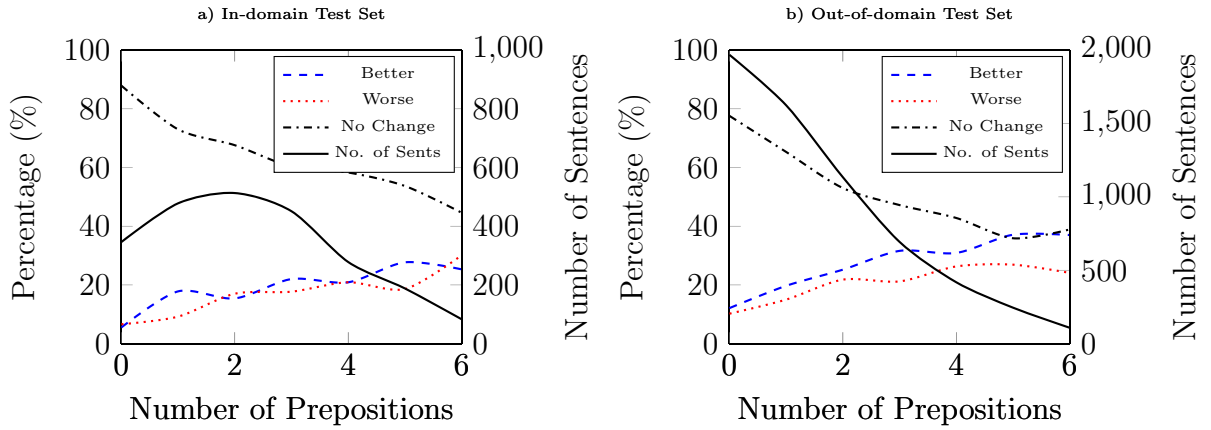 a) In-domain Test Set
100
80
60
40
20
0
Percentage (%)
1,000
800
600
400
200
0
Number of Sentences
Better
Worse
No Change
No. of Sents
0 2 4 6
Number of Prepositions
b) Out-of-domain Test Set
100
80
60
40
20
0
Percentage (%)
2,000
1,500
1,000
500
0
Number of Sentences
Better
Worse
No Change
No. of Sents
0 2 4 6
Number of Prepositions